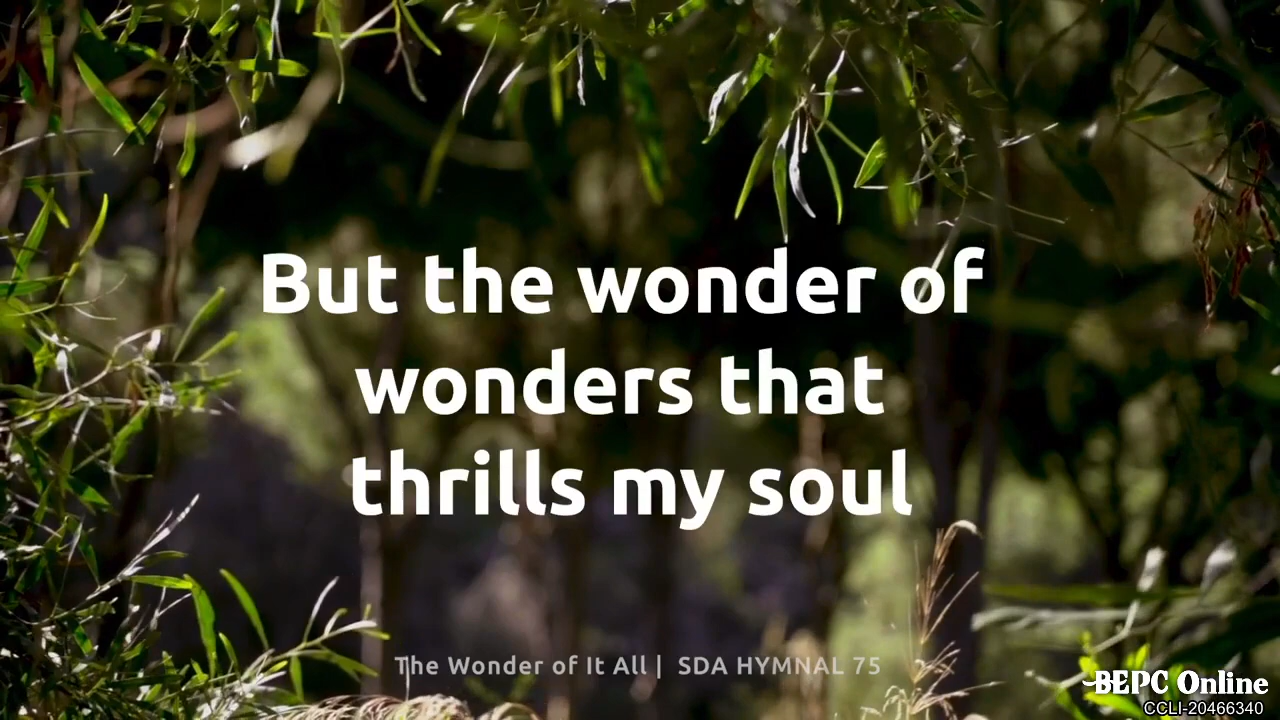 But the wonder of
wonders that
thrills my soul
The Wonder of It All | SDA HYMNAL 75
BEPC Online
CCLI-20466340